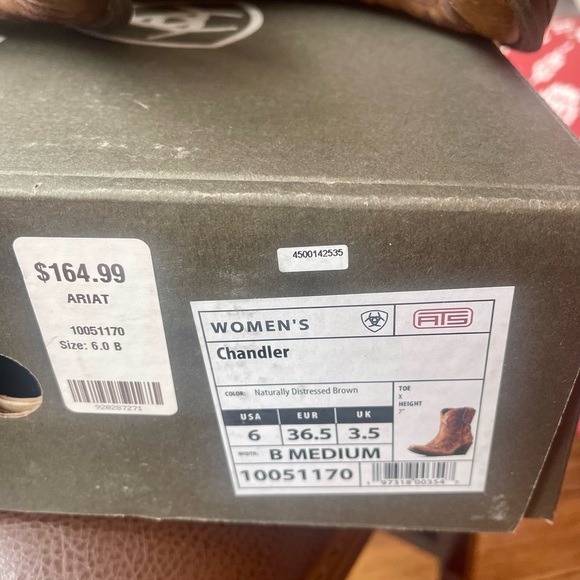 $164.99
ARIAT
10051170
Size: 6.0 B
920287271
4500142535
WOMEN'S
ATS
Chandler
COLOR: Naturally Distressed Brown
TOE
X
HEIGHT
7"
USA EUR UK
6 36.5 3.5
WIDTH: B MEDIUM
10051170